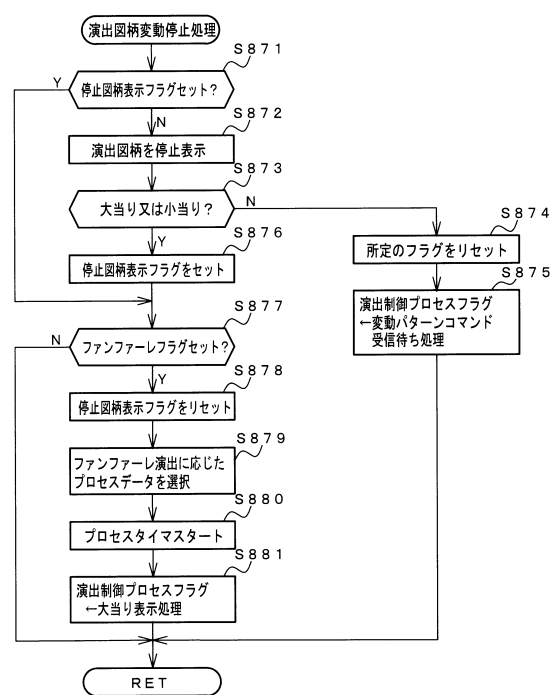 演出図柄変動停止処理
S871
停止図柄表示フラグセット？
Y
N
S872
演出図柄を停止表示
S873
大当り又は小当り？
N
Y
S874
所定のフラグをリセット
S875
演出制御プロセスフラグ
←変動パターンコマンド
受信待ち処理
S876
停止図柄表示フラグをセット
S877
ファンファーレフラグセット？
N
Y
S878
停止図柄表示フラグをリセット
S879
ファンファーレ演出に応じた
プロセスデータを選択
S880
プロセスタイマスタート
S881
演出制御プロセスフラグ
←大当り表示処理
RET